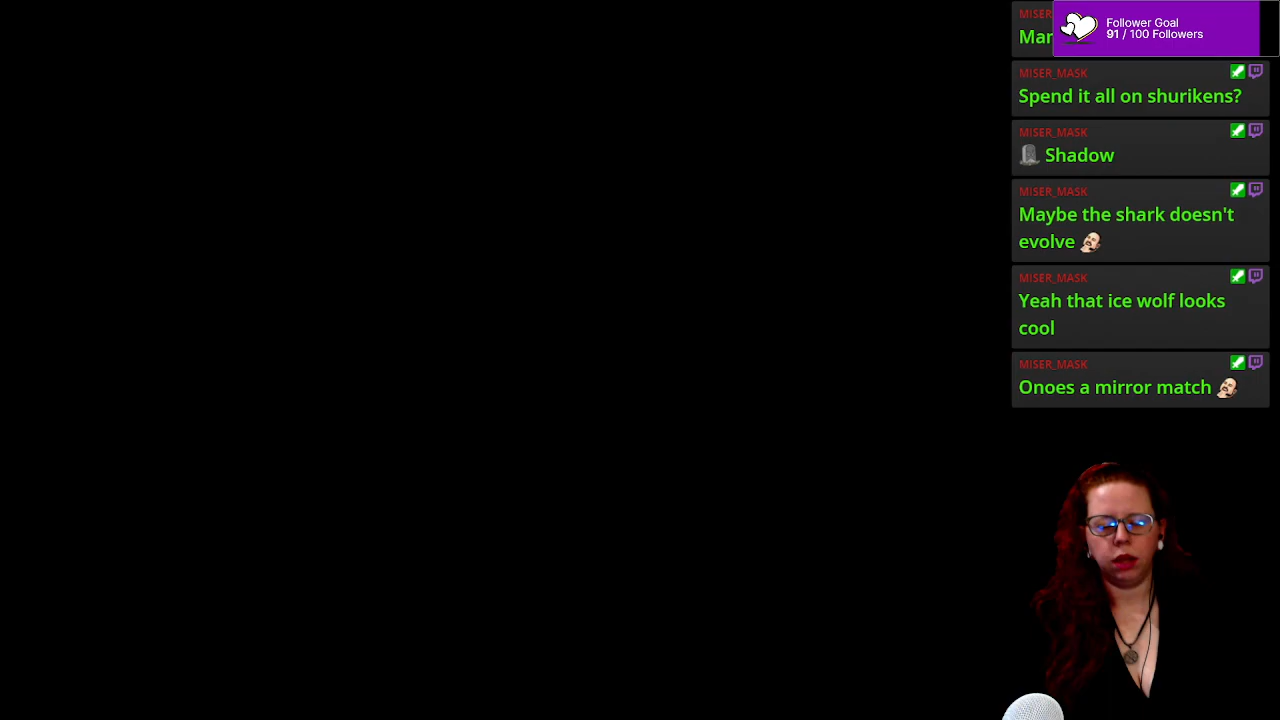 Follower Goal
91 / 100 Followers
MISER_MASK
Spend it all on shurikens?
MISER_MASK
Shadow
MISER_MASK
Maybe the shark doesn't
evolve
MISER_MASK
Yeah that ice wolf looks
cool
MISER_MASK
Onoes a mirror match